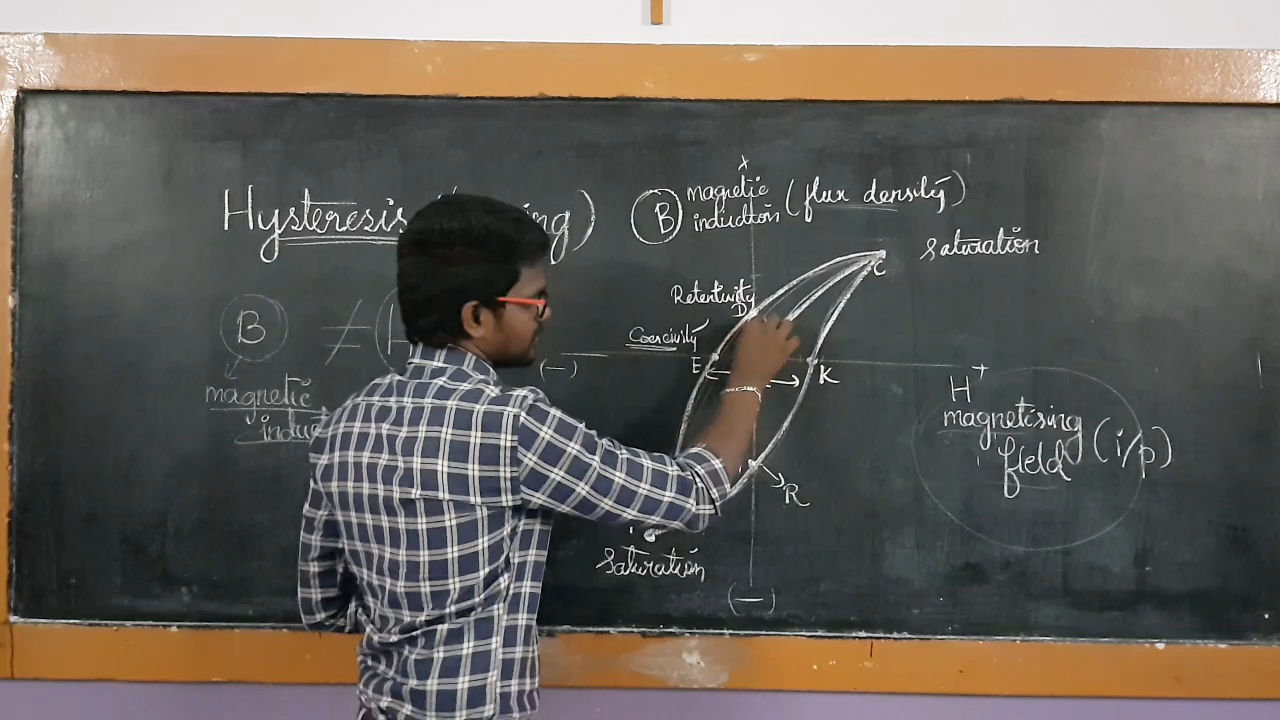 Hysteresis
B magnetic induction (flux density)
saturation
Retentivity
D
C
Coercivity
B ≠
E
K
(-)
+
H
magnetising
field (i/p)
magnetic
R
saturation
(-)